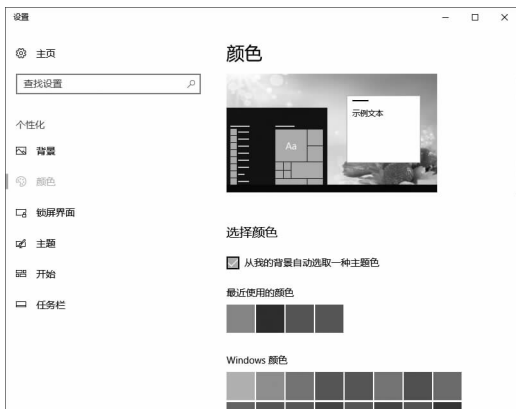 设置
主页
查找设置
个性化
背景
颜色
锁屏界面
主题
开始
任务栏
颜色
示例文本
Aa
选择颜色
从我的背景自动选取一种主题色
最近使用的颜色
Windows 颜色